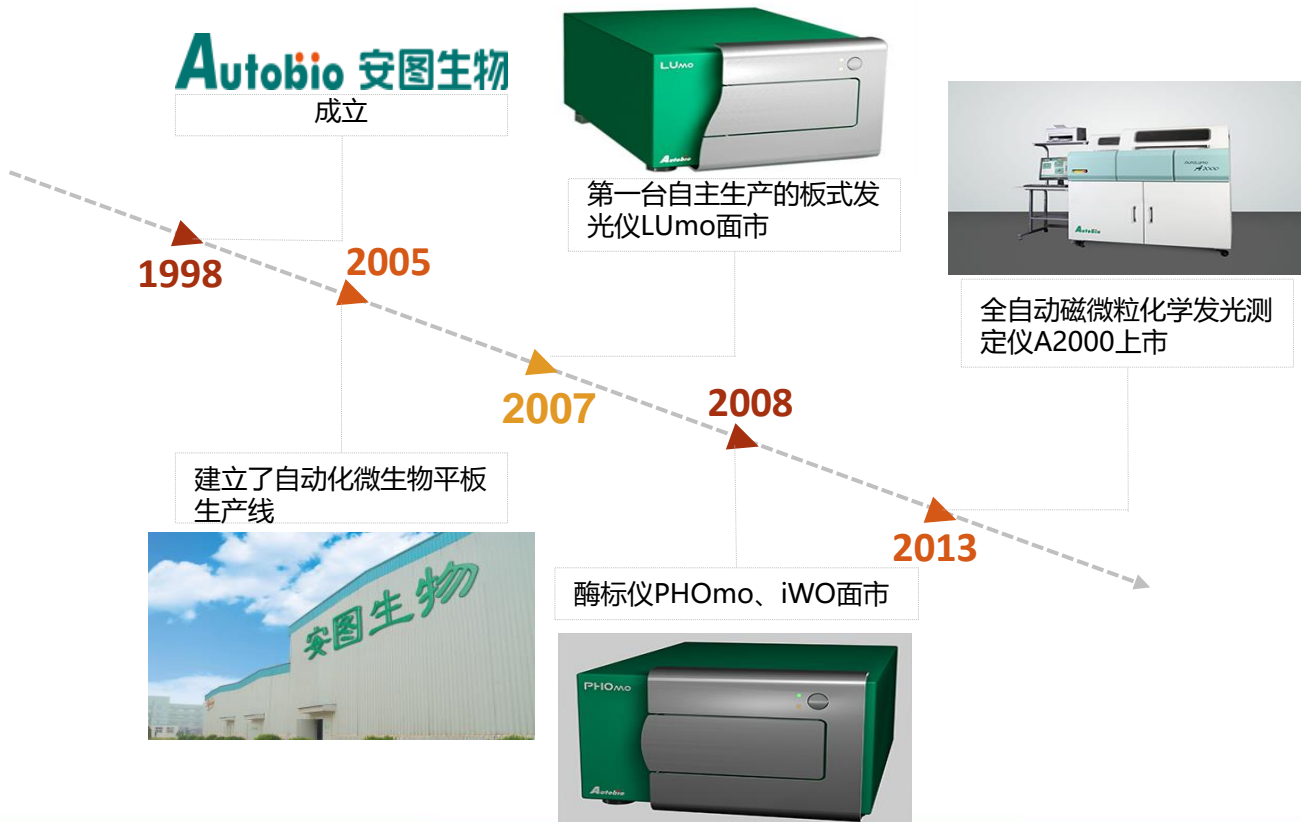 Autobio 安图生物
成立
1998
2005
建立了自动化微生物平板
生产线
安图生物
LUmo
Autobio
第一台自主生产的板式发
光仪LUmo面市
2007
2008
酶标仪PHOmo、iWO面市
PHOmo
Autobio
A2000
Autobio
全自动磁微粒化学发光测
定仪A2000上市
2013